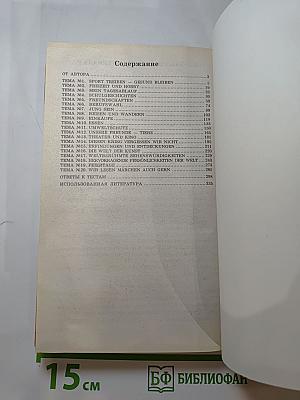 Содержание
ОТ АВТОРА 3
ТЕМА №1. SPORT TREIBEN — GESUND BLEIBEN
ТЕМА №2. FREIZEIT UND HOBBY
ТЕМА №3. MEIN TAGESABLAUF
ТЕМА №4. SCHULGESCHICHTEN
ТЕМА №5. FREUNDSCHAFTEN
ТЕМА №6. BERUFSWAHL
ТЕМА №7. JUNG SEIN
ТЕМА №8. REISEN UND WANDERN
ТЕМА №9. EINKÄUFE
ТЕМА №10. ESSEN
ТЕМА №11. UMWELTSCHUTZ
ТЕМА №12. UNSERE FREUNDE — TIERE
ТЕМА №13. THEATER UND KINO
ТЕМА №14. DIESEN KRIEG VERGESSEN WIR NICHT
ТЕМА №15. ERFINDUNGEN UND ENTDECKUNGEN
ТЕМА №16. DIE WELT DER KUNST
ТЕМА №17. WELTBERÜHMTE SEHENSWÜRDIGKEITEN
ТЕМА №18. HERVORRAGENDE PERSÖNLICHKEITEN DER WELT
ТЕМА №19. FEIERTAGE
ТЕМА №20. WIR LESEN MÄRCHEN AUCH GERN
ОТВЕТЫ К ТЕСТАМ
ИСПОЛЬЗОВАННАЯ ЛИТЕРАТУРА
15 см
БФ БИБЛИОФАН